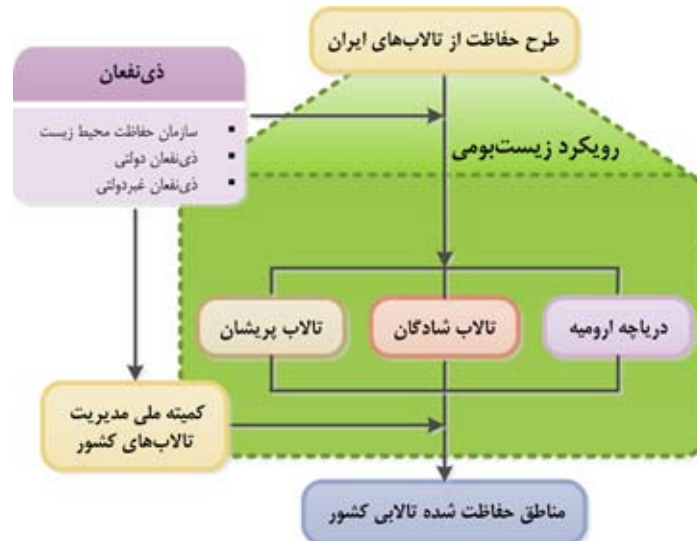 طرح حفاظت از تالاب‌های ایران
ذی‌نفعان
سازمان حفاظت محیط زیست
ذی‌نفعان دولتی
ذی‌نفعان غیردولتی
رویکرد زیست‌بومی
دریاچه ارومیه
تالاب شادگان
تالاب پریشان
کمیته ملی مدیریت
تالاب‌های کشور
مناطق حفاظت شده تالابی کشور